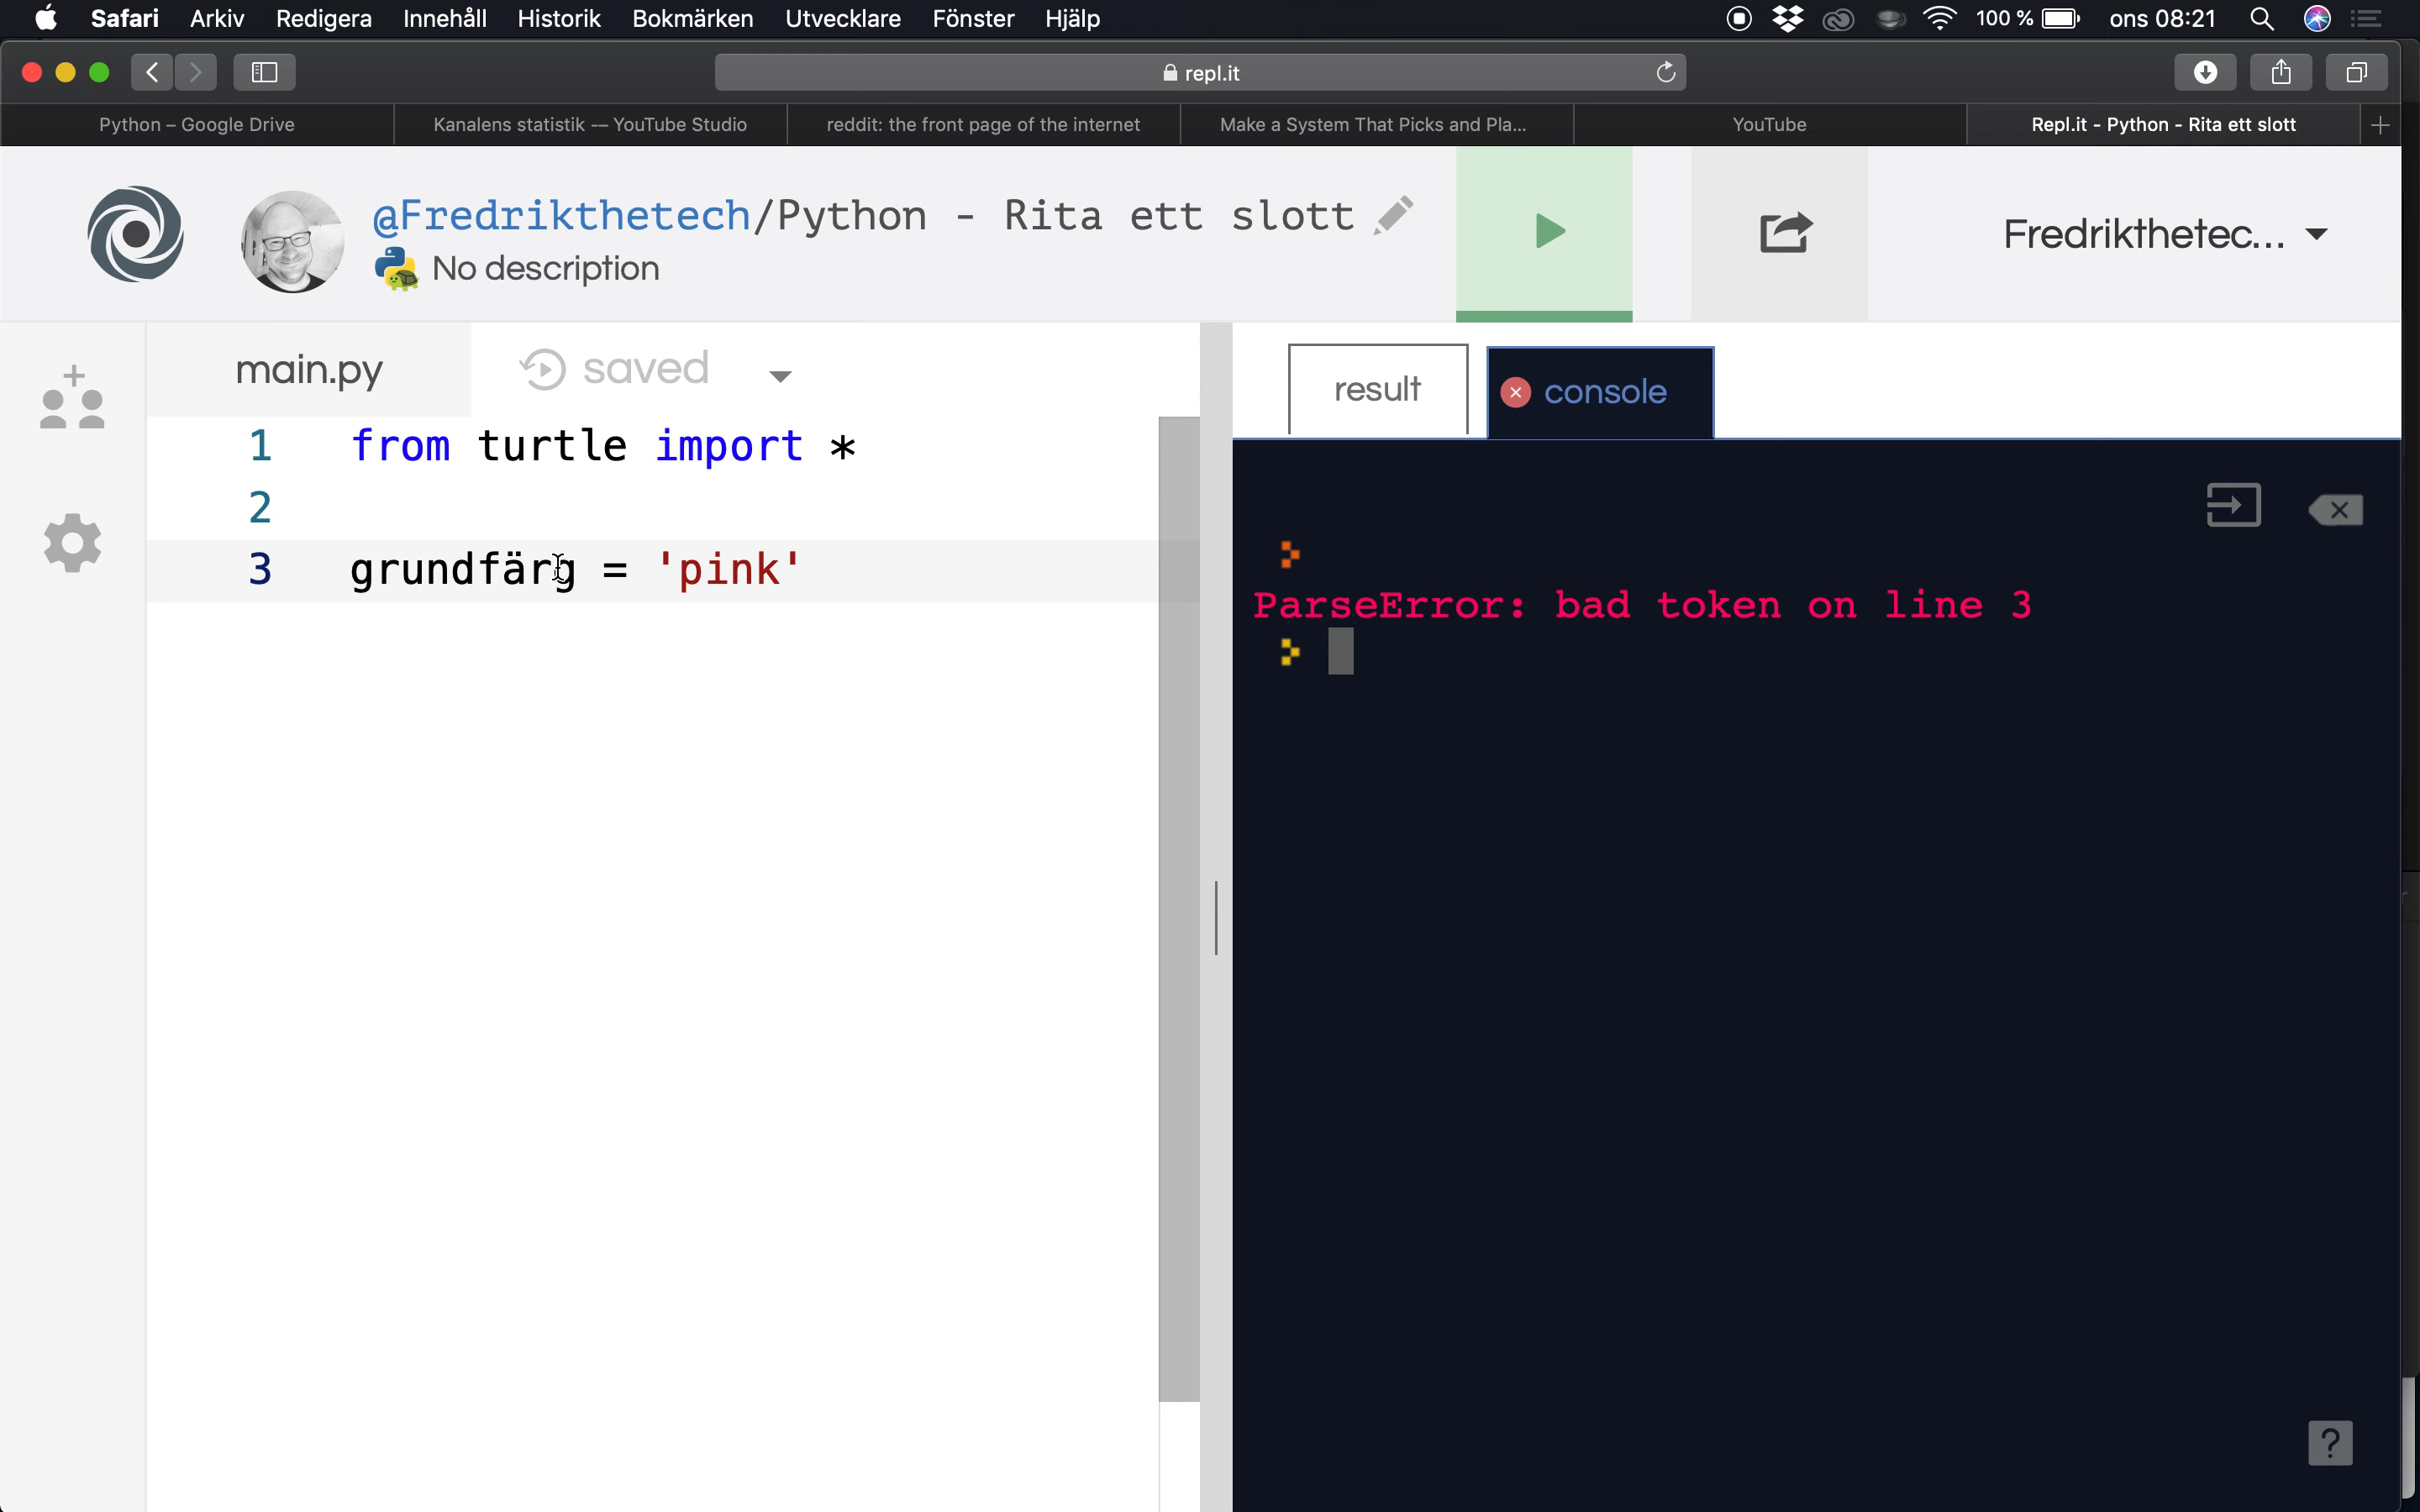 Safari Arkiv Redigera Innehåll Historik Bokmärken Utvecklare Fönster Hjälp 100 % ons 08:21
repl.it
Python – Google Drive Kanalens statistik -– YouTube Studio reddit: the front page of the internet Make a System That Picks and Pla... YouTube Repl.it - Python - Rita ett slott
@Fredrikthetech/Python - Rita ett slott
No description
Fredrikthetec...
main.py saved
result console
1 from turtle import *
2
3 grundfärg = 'pink'
ParseError: bad token on line 3
?